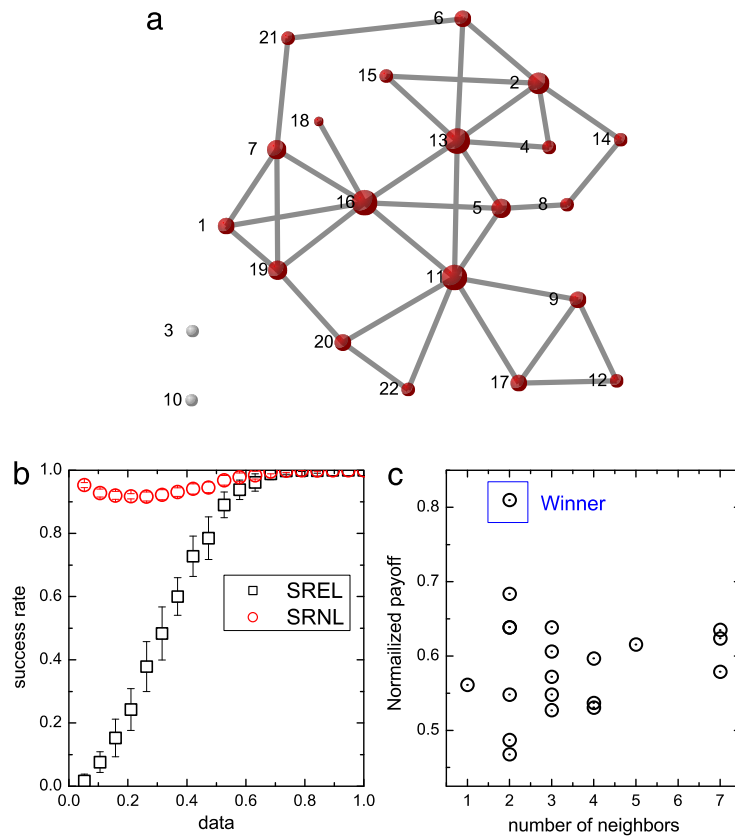 a
6
21
15
2
18
13
14
4
7
16
5
8
1
19
11
9
3
20
17
12
22
10
b
1.0
0.8
0.6
0.4
0.2
0.0
success rate
SREL
SRNL
0.0 0.2 0.4 0.6 0.8 1.0
data
c
0.8
0.7
0.6
0.5
Normailized payoff
Winner
1 2 3 4 5 6 7
number of neighbors